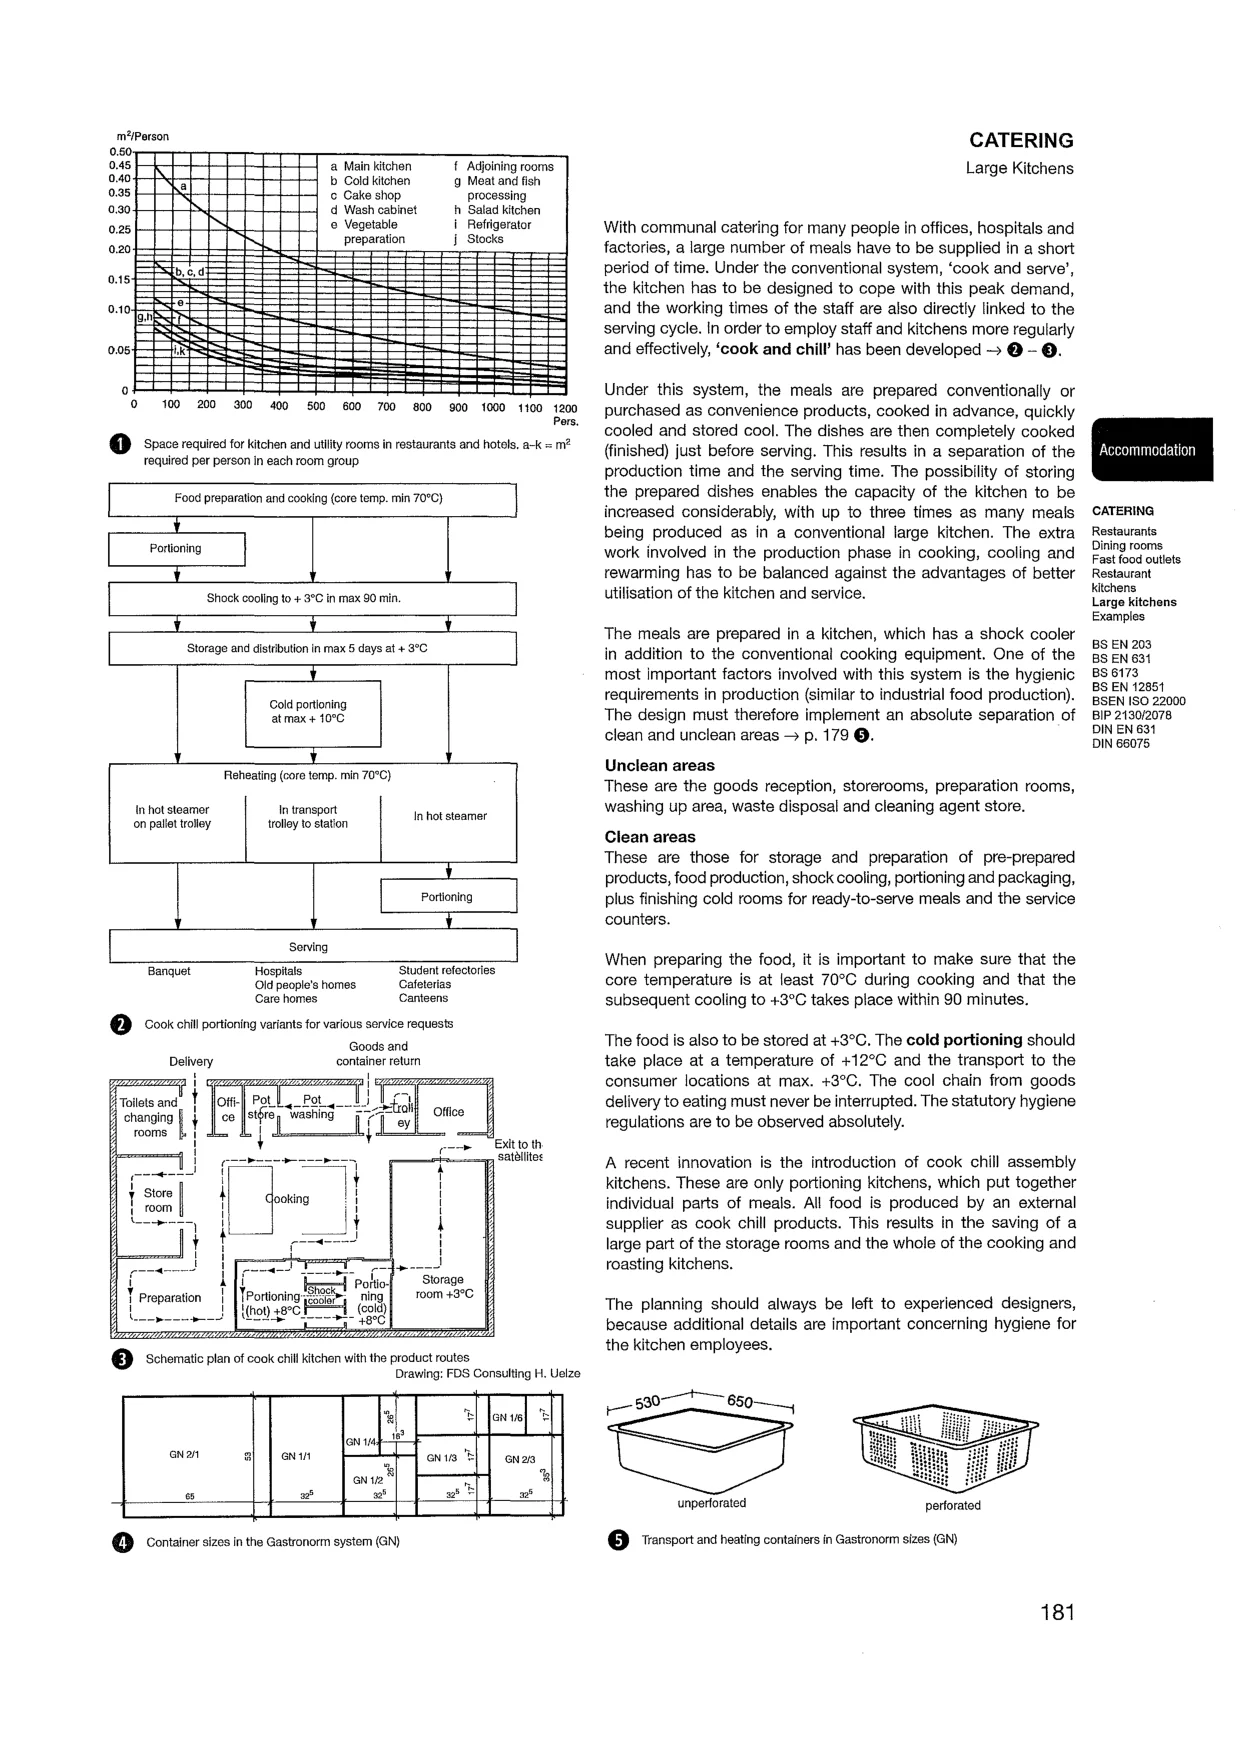 CATERING
Large Kitchens
m²/Person
0.50
0.45
0.40
0.35
0.30
0.25
0.20
0.15
0.10
0.05
0
0 100 200 300 400 500 600 700 800 900 1000 1100 1200
Pers.
a Main kitchen
b Cold kitchen
c Cake shop
d Wash cabinet
e Vegetable
preparation
f Adjoining rooms
g Meat and fish
processing
h Salad kitchen
i Refrigerator
j Stocks
a
b, c, d
e
g,h
f
i,k
1 Space required for kitchen and utility rooms in restaurants and hotels. a–k = m²
required per person in each room group
Food preparation and cooking (core temp. min 70°C)
Portioning
Shock cooling to + 3°C in max 90 min.
Storage and distribution in max 5 days at + 3°C
Cold portioning
at max + 10°C
Reheating (core temp. min 70°C)
In hot steamer
on pallet trolley
In transport
trolley to station
In hot steamer
Portioning
Serving
Banquet
Hospitals
Old people's homes
Care homes
Student refectories
Cafeterias
Canteens
2 Cook chill portioning variants for various service requests
Delivery
Goods and
container return
Toilets and
changing
rooms
Offi-
ce
Pot
store
Pot
washing
Troll
ey
Office
Exit to th
satellites
Store
room
Cooking
Preparation
Portioning
(hot) +8°C
Shock
cooler
Portio-
ning
(cold)
+8°C
Storage
room +3°C
3 Schematic plan of cook chill kitchen with the product routes
Drawing: FDS Consulting H. Uelze
GN 2/1
53
65
GN 1/1
32⁵
GN 1/4
26⁵
16³
GN 1/2
26⁵
32⁵
17⁷
GN 1/3
17⁷
32⁵
17⁷
GN 1/6
17⁷
GN 2/3
35³
32⁵
4 Container sizes in the Gastronorm system (GN)
With communal catering for many people in offices, hospitals and
factories, a large number of meals have to be supplied in a short
period of time. Under the conventional system, ‘cook and serve’,
the kitchen has to be designed to cope with this peak demand,
and the working times of the staff are also directly linked to the
serving cycle. In order to employ staff and kitchens more regularly
and effectively, ‘cook and chill’ has been developed → 2 – 3.
Under this system, the meals are prepared conventionally or
purchased as convenience products, cooked in advance, quickly
cooled and stored cool. The dishes are then completely cooked
(finished) just before serving. This results in a separation of the
production time and the serving time. The possibility of storing
the prepared dishes enables the capacity of the kitchen to be
increased considerably, with up to three times as many meals
being produced as in a conventional large kitchen. The extra
work involved in the production phase in cooking, cooling and
rewarming has to be balanced against the advantages of better
utilisation of the kitchen and service.
The meals are prepared in a kitchen, which has a shock cooler
in addition to the conventional cooking equipment. One of the
most important factors involved with this system is the hygienic
requirements in production (similar to industrial food production).
The design must therefore implement an absolute separation of
clean and unclean areas → p. 179 5.
Unclean areas
These are the goods reception, storerooms, preparation rooms,
washing up area, waste disposal and cleaning agent store.
Clean areas
These are those for storage and preparation of pre-prepared
products, food production, shock cooling, portioning and packaging,
plus finishing cold rooms for ready-to-serve meals and the service
counters.
When preparing the food, it is important to make sure that the
core temperature is at least 70°C during cooking and that the
subsequent cooling to +3°C takes place within 90 minutes.
The food is also to be stored at +3°C. The cold portioning should
take place at a temperature of +12°C and the transport to the
consumer locations at max. +3°C. The cool chain from goods
delivery to eating must never be interrupted. The statutory hygiene
regulations are to be observed absolutely.
A recent innovation is the introduction of cook chill assembly
kitchens. These are only portioning kitchens, which put together
individual parts of meals. All food is produced by an external
supplier as cook chill products. This results in the saving of a
large part of the storage rooms and the whole of the cooking and
roasting kitchens.
The planning should always be left to experienced designers,
because additional details are important concerning hygiene for
the kitchen employees.
530
650
unperforated
perforated
5 Transport and heating containers in Gastronorm sizes (GN)
Accommodation
CATERING
Restaurants
Dining rooms
Fast food outlets
Restaurant
kitchens
Large kitchens
Examples
BS EN 203
BS EN 631
BS 6173
BS EN 12851
BSEN ISO 22000
BIP 2130/2078
DIN EN 631
DIN 66075
181